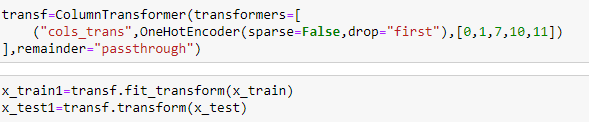 transf=ColumnTransformer(transformers=[
    ("cols_trans",OneHotEncoder(sparse=False,drop="first"),[0,1,7,10,11])
],remainder="passthrough")
x_train1=transf.fit_transform(x_train)
x_test1=transf.transform(x_test)